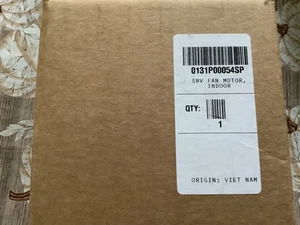 0131P00054SP
SRV FAN MOTOR,
INDOOR
QTY:
1
ORIGIN: VIET NAM